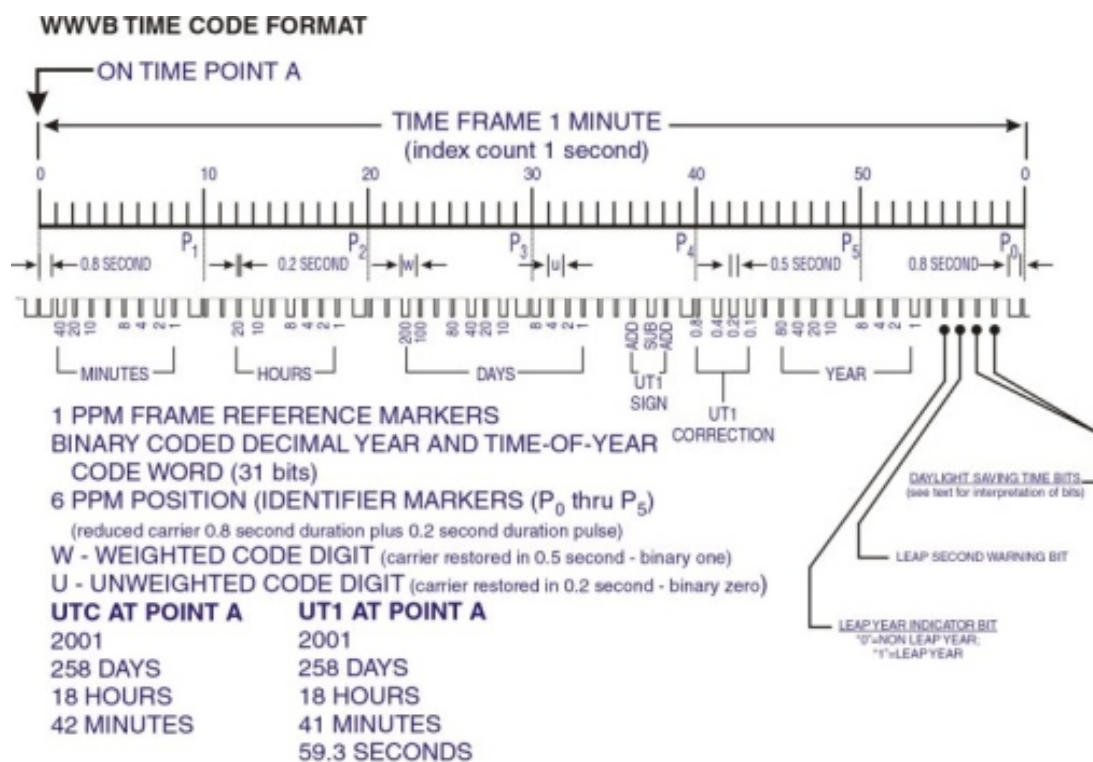 WWVB TIME CODE FORMAT
ON TIME POINT A
TIME FRAME 1 MINUTE
(index count 1 second)
0 10 20 30 40 50 0
P1 P2 P3 P4 P5 P0
0.8 SECOND 0.2 SECOND W U 0.5 SECOND 0.8 SECOND
40 20 10 8 4 2 1 20 10 8 4 2 1 200 100 80 40 20 10 8 4 2 1 ADD SUB ADD 0.8 0.4 0.2 0.1 80 40 20 10 8 4 2 1
MINUTES HOURS DAYS UT1 SIGN UT1 CORRECTION YEAR
1 PPM FRAME REFERENCE MARKERS
BINARY CODED DECIMAL YEAR AND TIME-OF-YEAR
CODE WORD (31 bits)
6 PPM POSITION (IDENTIFIER MARKERS (P0 thru P5)
(reduced carrier 0.8 second duration plus 0.2 second duration pulse)
W - WEIGHTED CODE DIGIT (carrier restored in 0.5 second - binary one)
U - UNWEIGHTED CODE DIGIT (carrier restored in 0.2 second - binary zero)
UTC AT POINT A
2001
258 DAYS
18 HOURS
42 MINUTES
UT1 AT POINT A
2001
258 DAYS
18 HOURS
41 MINUTES
59.3 SECONDS
DAYLIGHT SAVING TIME BITS
(see text for interpretation of bits)
LEAP SECOND WARNING BIT
LEAP YEAR INDICATOR BIT
"0"=NON LEAP YEAR;
"1"=LEAP YEAR